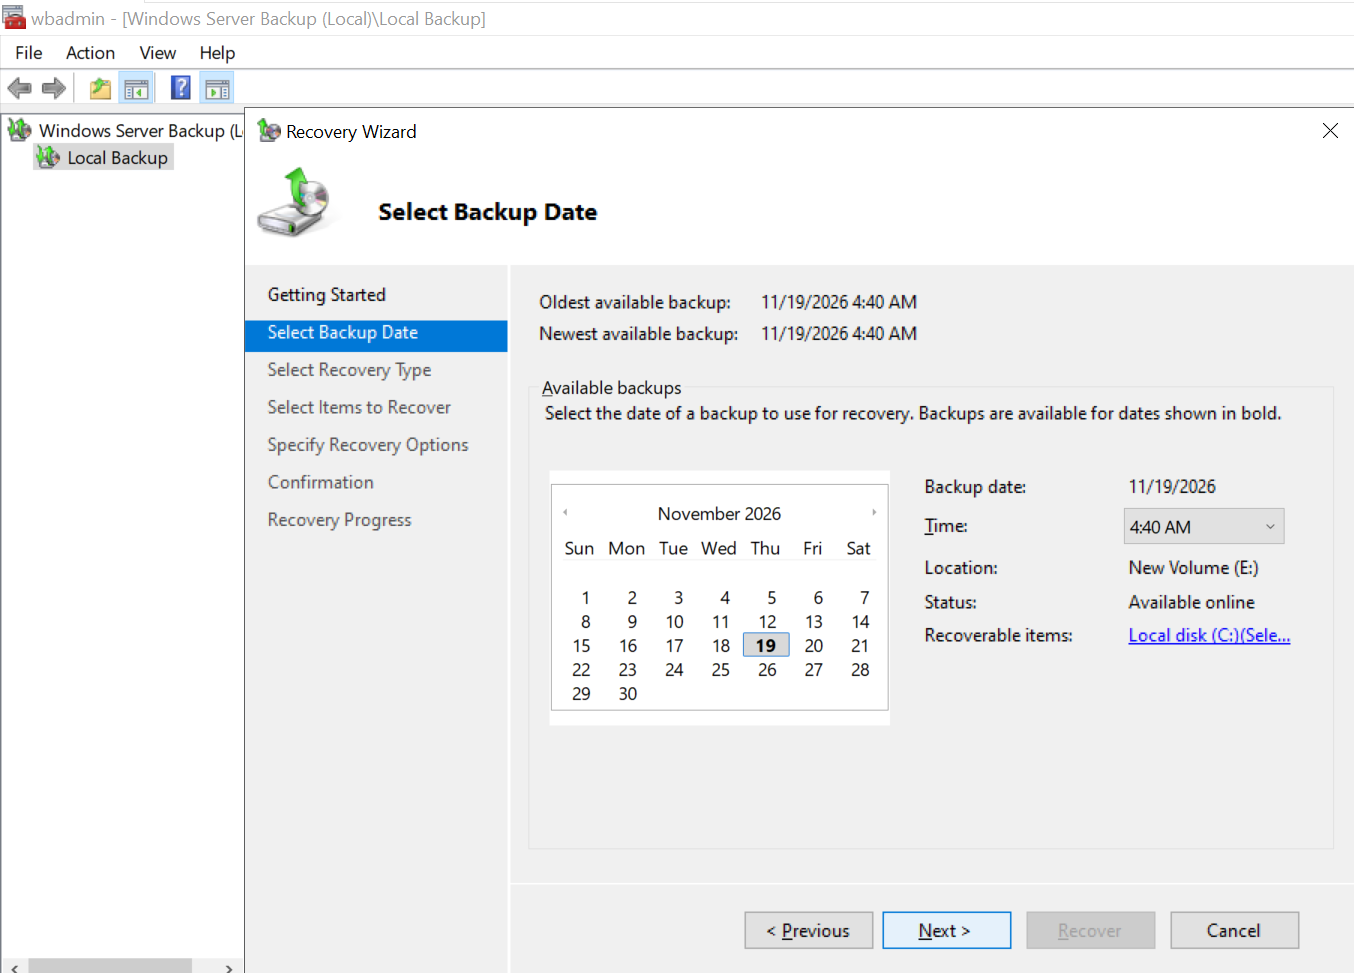 wbadmin - [Windows Server Backup (Local)\Local Backup]
File Action View Help
Windows Server Backup (L
Local Backup
Recovery Wizard
Select Backup Date
Getting Started
Select Backup Date
Select Recovery Type
Select Items to Recover
Specify Recovery Options
Confirmation
Recovery Progress
Oldest available backup: 11/19/2026 4:40 AM
Newest available backup: 11/19/2026 4:40 AM
Available backups
Select the date of a backup to use for recovery. Backups are available for dates shown in bold.
November 2026
Sun Mon Tue Wed Thu Fri Sat
1 2 3 4 5 6 7
8 9 10 11 12 13 14
15 16 17 18 19 20 21
22 23 24 25 26 27 28
29 30
Backup date: 11/19/2026
Time: 4:40 AM
Location: New Volume (E:)
Status: Available online
Recoverable items: Local disk (C:)(Sele...
< Previous Next > Recover Cancel